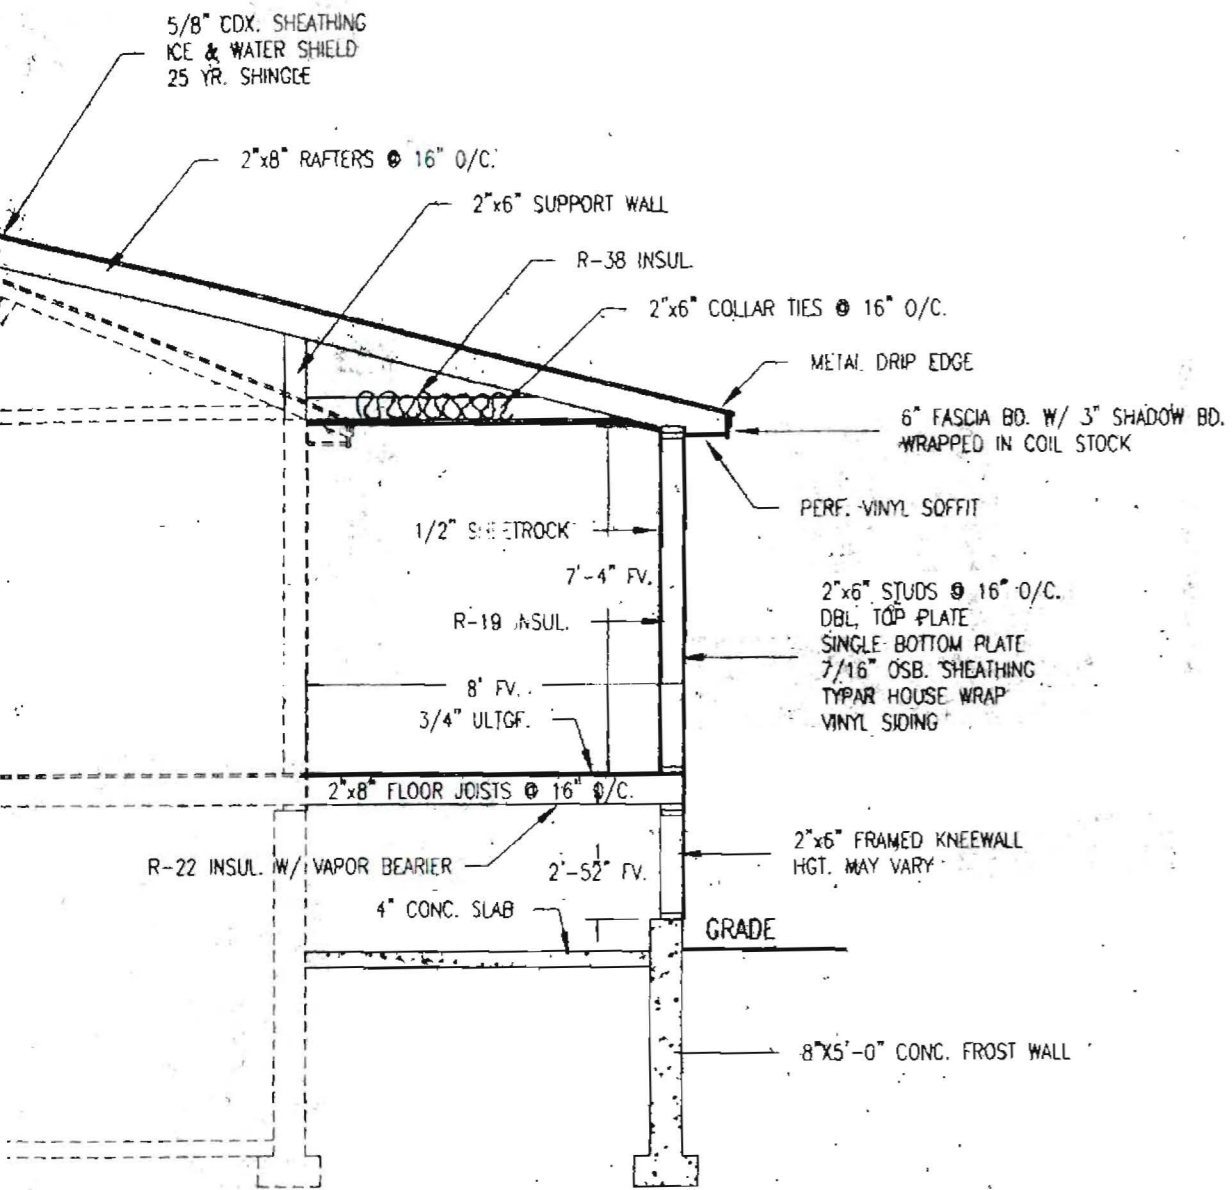 5/8" CDX. SHEATHING
ICE & WATER SHIELD
25 YR. SHINGLE
2"x8" RAFTERS @ 16" O/C.
2"x6" SUPPORT WALL
R-38 INSUL.
2"x6" COLLAR TIES @ 16" O/C.
METAL DRIP EDGE
6" FASCIA BD. W/ 3" SHADOW BD.
WRAPPED IN COIL STOCK
PERF. VINYL SOFFIT
1/2" SHEETROCK
7'-4" FV.
2"x6" STUDS @ 16" O/C.
DBL. TOP PLATE
SINGLE BOTTOM PLATE
7/16" OSB. SHEATHING
TYPAR HOUSE WRAP
VINYL SIDING
R-19 INSUL.
8' FV.
3/4" ULTGF.
2"x8" FLOOR JOISTS @ 16" O/C.
2"x6" FRAMED KNEEWALL
HGT. MAY VARY
R-22 INSUL. W/ VAPOR BEARIER
2'-5 1/2" FV.
4" CONC. SLAB
GRADE
8"X5'-0" CONC. FROST WALL